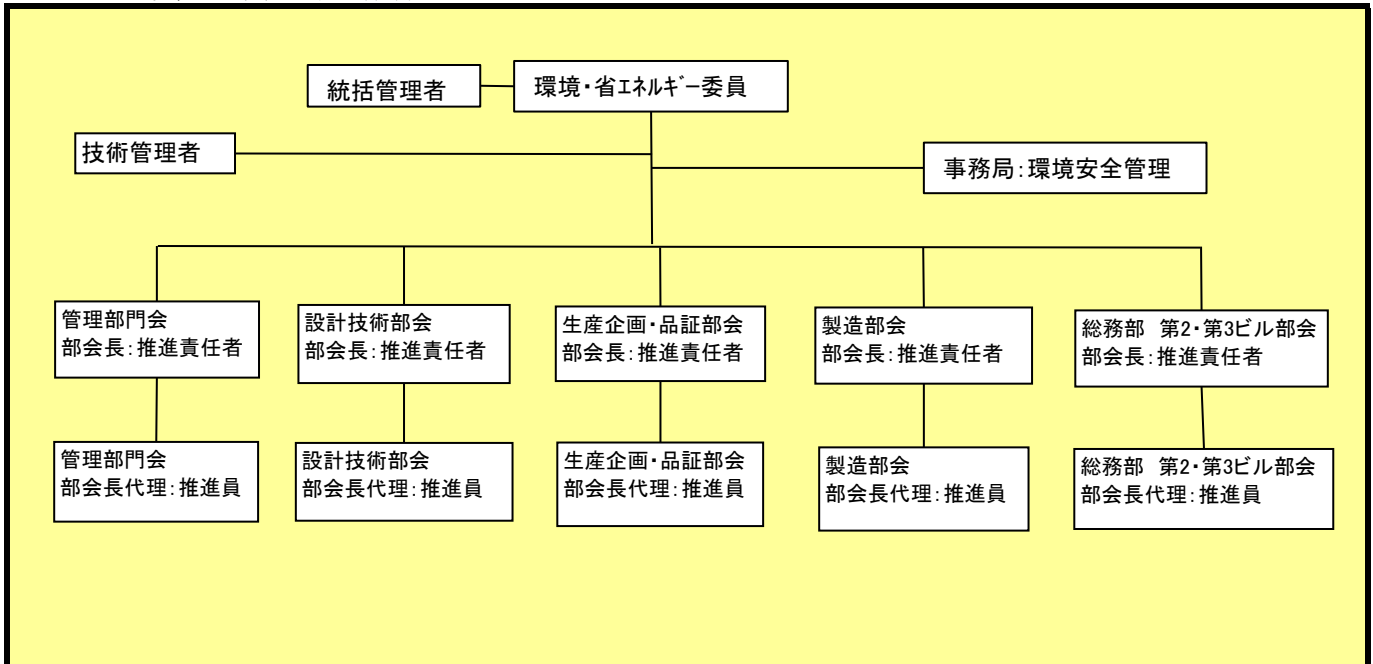 統括管理者
環境・省ｴﾈﾙｷﾞｰ委員
技術管理者
事務局：環境安全管理
管理部門会
部会長：推進責任者
設計技術部会
部会長：推進責任者
生産企画・品証部会
部会長：推進責任者
製造部会
部会長：推進責任者
総務部　第2・第3ビル部会
部会長：推進責任者
管理部門会
部会長代理：推進員
設計技術部会
部会長代理：推進員
生産企画・品証部会
部会長代理：推進員
製造部会
部会長代理：推進員
総務部　第2・第3ビル部会
部会長代理：推進員